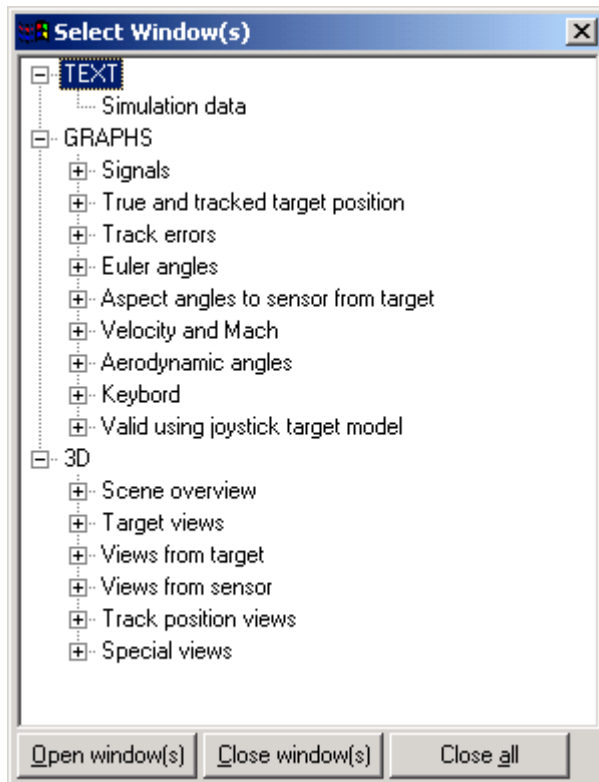 Select Window(s)
TEXT
Simulation data
GRAPHS
Signals
True and tracked target position
Track errors
Euler angles
Aspect angles to sensor from target
Velocity and Mach
Aerodynamic angles
Keybord
Valid using joystick target model
3D
Scene overview
Target views
Views from target
Views from sensor
Track position views
Special views
Open window(s) Close window(s) Close all